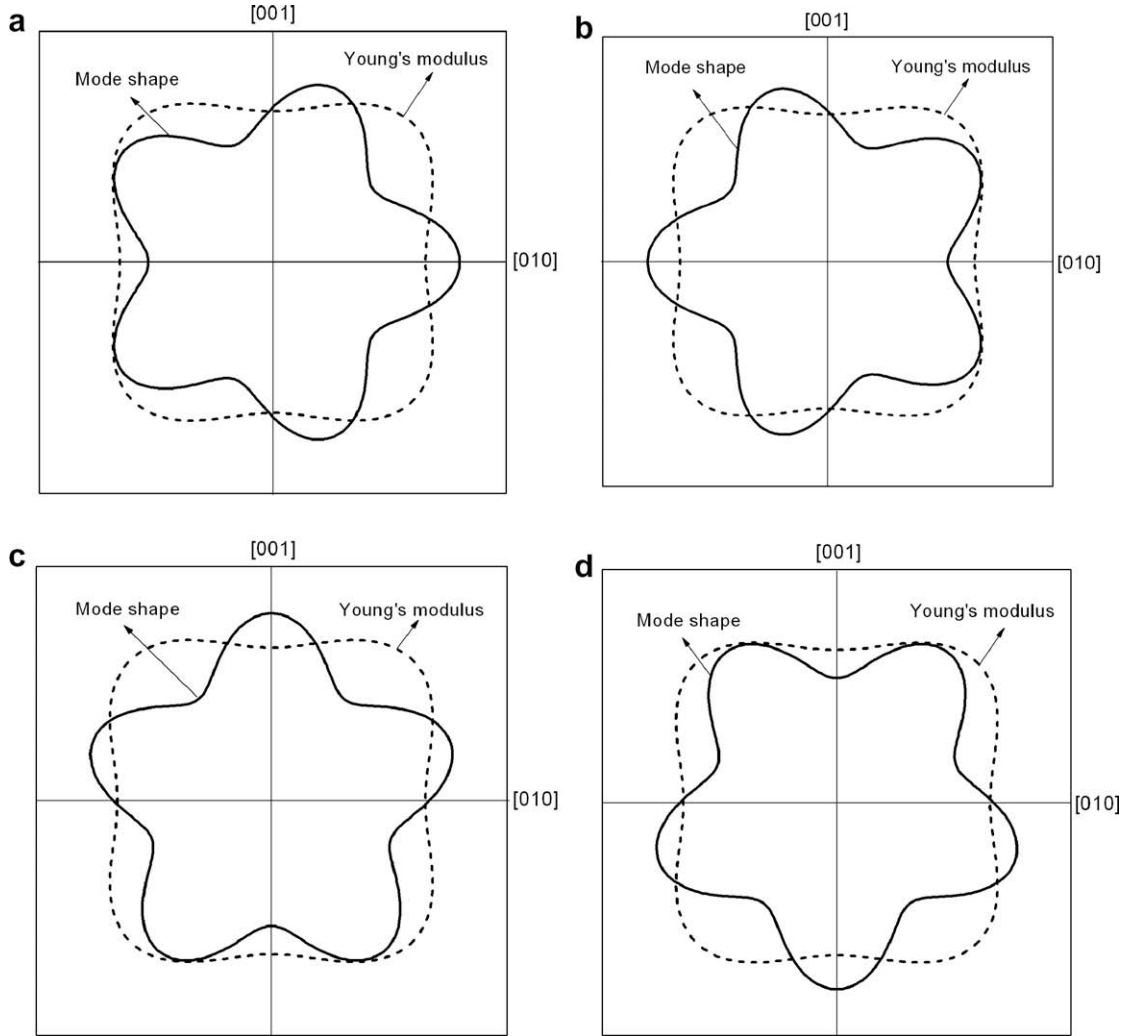 a
[001]
Mode shape
Young's modulus
[010]
b
[001]
Mode shape
Young's modulus
[010]
c
[001]
Mode shape
Young's modulus
[010]
d
[001]
Mode shape
Young's modulus
[010]